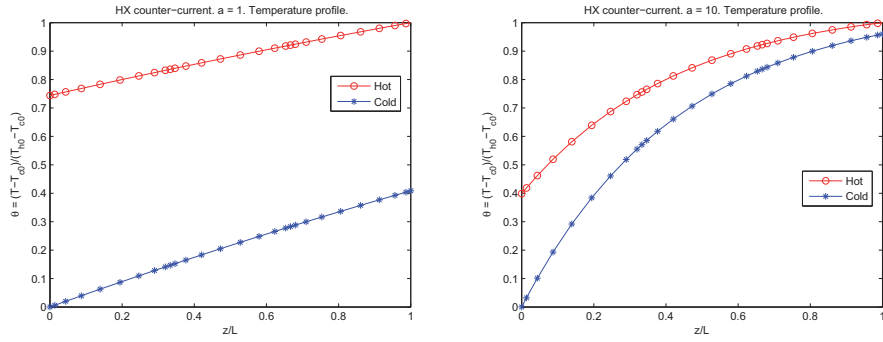 HX counter-current. a = 1. Temperature profile.
1
0.9
0.8
0.7
0.6
0.5
0.4
0.3
0.2
0.1
0
θ = (T−Tc0)/(Th0−Tc0)
Hot
Cold
0 0.2 0.4 0.6 0.8 1
z/L
HX counter-current. a = 10. Temperature profile.
1
0.9
0.8
0.7
0.6
0.5
0.4
0.3
0.2
0.1
0
θ = (T−Tc0)/(Th0−Tc0)
Hot
Cold
0 0.2 0.4 0.6 0.8 1
z/L